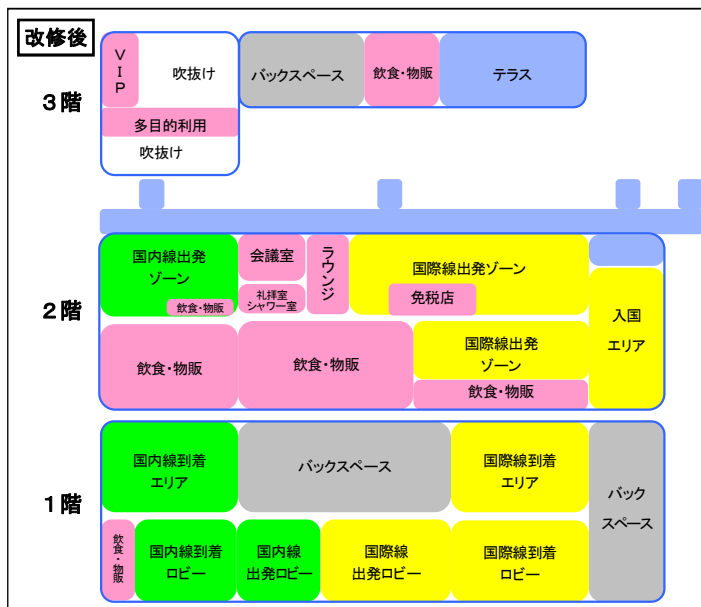 改修後
3階
VIP
吹抜け
バックスペース
飲食・物販
テラス
多目的利用
吹抜け
2階
国内線出発
ゾーン
飲食・物販
会議室
礼拝室
シャワー室
ラウンジ
国際線出発ゾーン
免税店
入国
エリア
飲食・物販
飲食・物販
国際線出発
ゾーン
飲食・物販
1階
国内線到着
エリア
バックスペース
国際線到着
エリア
バック
スペース
飲食・物販
国内線到着
ロビー
国内線
出発ロビー
国際線
出発ロビー
国際線到着
ロビー